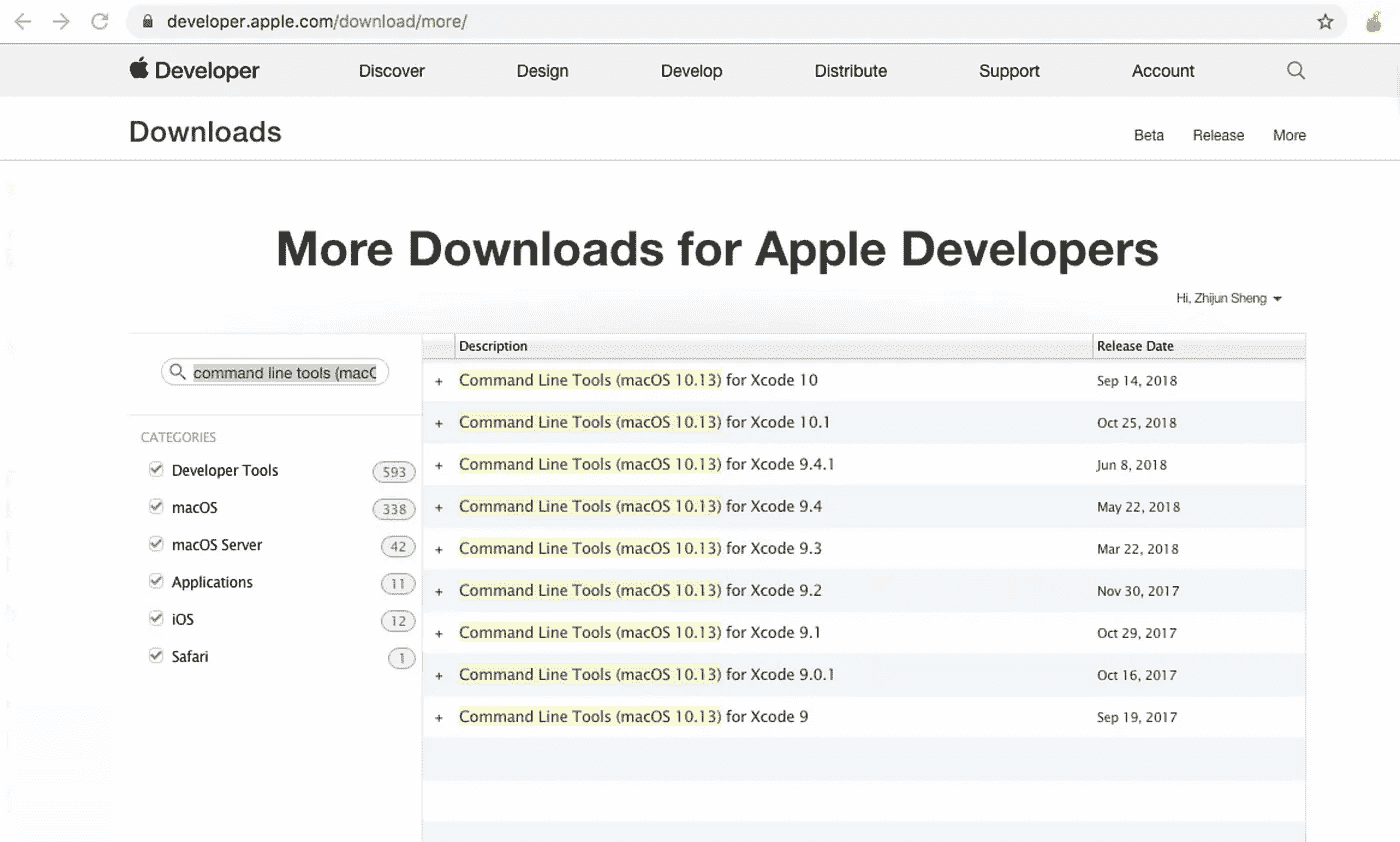 developer.apple.com/download/more/
Developer Discover Design Develop Distribute Support Account
Downloads Beta Release More
More Downloads for Apple Developers
Hi, Zhijun Sheng
command line tools (macO
CATEGORIES
Developer Tools 593
macOS 338
macOS Server 42
Applications 11
iOS 12
Safari 1
Description Release Date
+ Command Line Tools (macOS 10.13) for Xcode 10 Sep 14, 2018
+ Command Line Tools (macOS 10.13) for Xcode 10.1 Oct 25, 2018
+ Command Line Tools (macOS 10.13) for Xcode 9.4.1 Jun 8, 2018
+ Command Line Tools (macOS 10.13) for Xcode 9.4 May 22, 2018
+ Command Line Tools (macOS 10.13) for Xcode 9.3 Mar 22, 2018
+ Command Line Tools (macOS 10.13) for Xcode 9.2 Nov 30, 2017
+ Command Line Tools (macOS 10.13) for Xcode 9.1 Oct 29, 2017
+ Command Line Tools (macOS 10.13) for Xcode 9.0.1 Oct 16, 2017
+ Command Line Tools (macOS 10.13) for Xcode 9 Sep 19, 2017